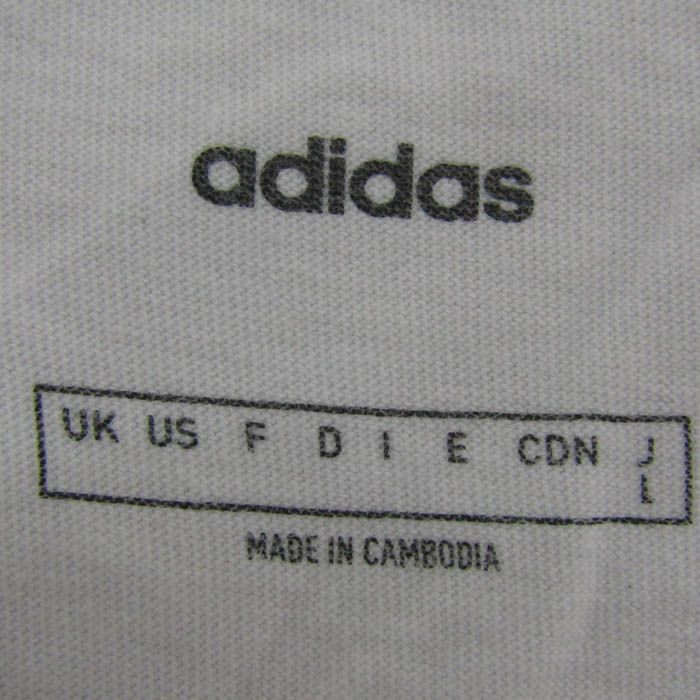 adidas
UK US F D I E CDN J
L
MADE IN CAMBODIA